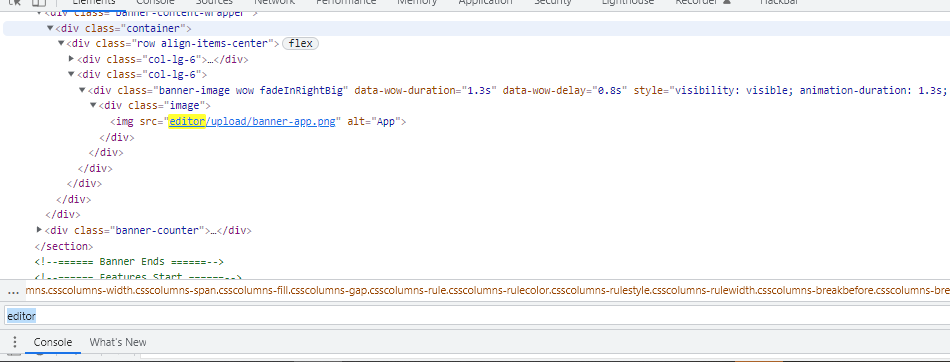 Elements Console Sources Network Performance Memory Application Security Lighthouse Recorder Hackbar
<div class="banner-content-wrapper">
▼<div class="container">
▼<div class="row align-items-center"> flex
▶<div class="col-lg-6">…</div>
▼<div class="col-lg-6">
▼<div class="banner-image wow fadeInRightBig" data-wow-duration="1.3s" data-wow-delay="0.8s" style="visibility: visible; animation-duration: 1.3s;
▼<div class="image">
<img src="editor/upload/banner-app.png" alt="App">
</div>
</div>
</div>
</div>
</div>
</div>
▶<div class="banner-counter">…</div>
</section>
<!--====== Banner Ends ======-->
<!--====== Features Start ======-->
… mns.csscolumns-width.csscolumns-span.csscolumns-fill.csscolumns-gap.csscolumns-rule.csscolumns-rulecolor.csscolumns-rulestyle.csscolumns-rulewidth.csscolumns-breakbefore.csscolumns-bre
editor
Console What's New